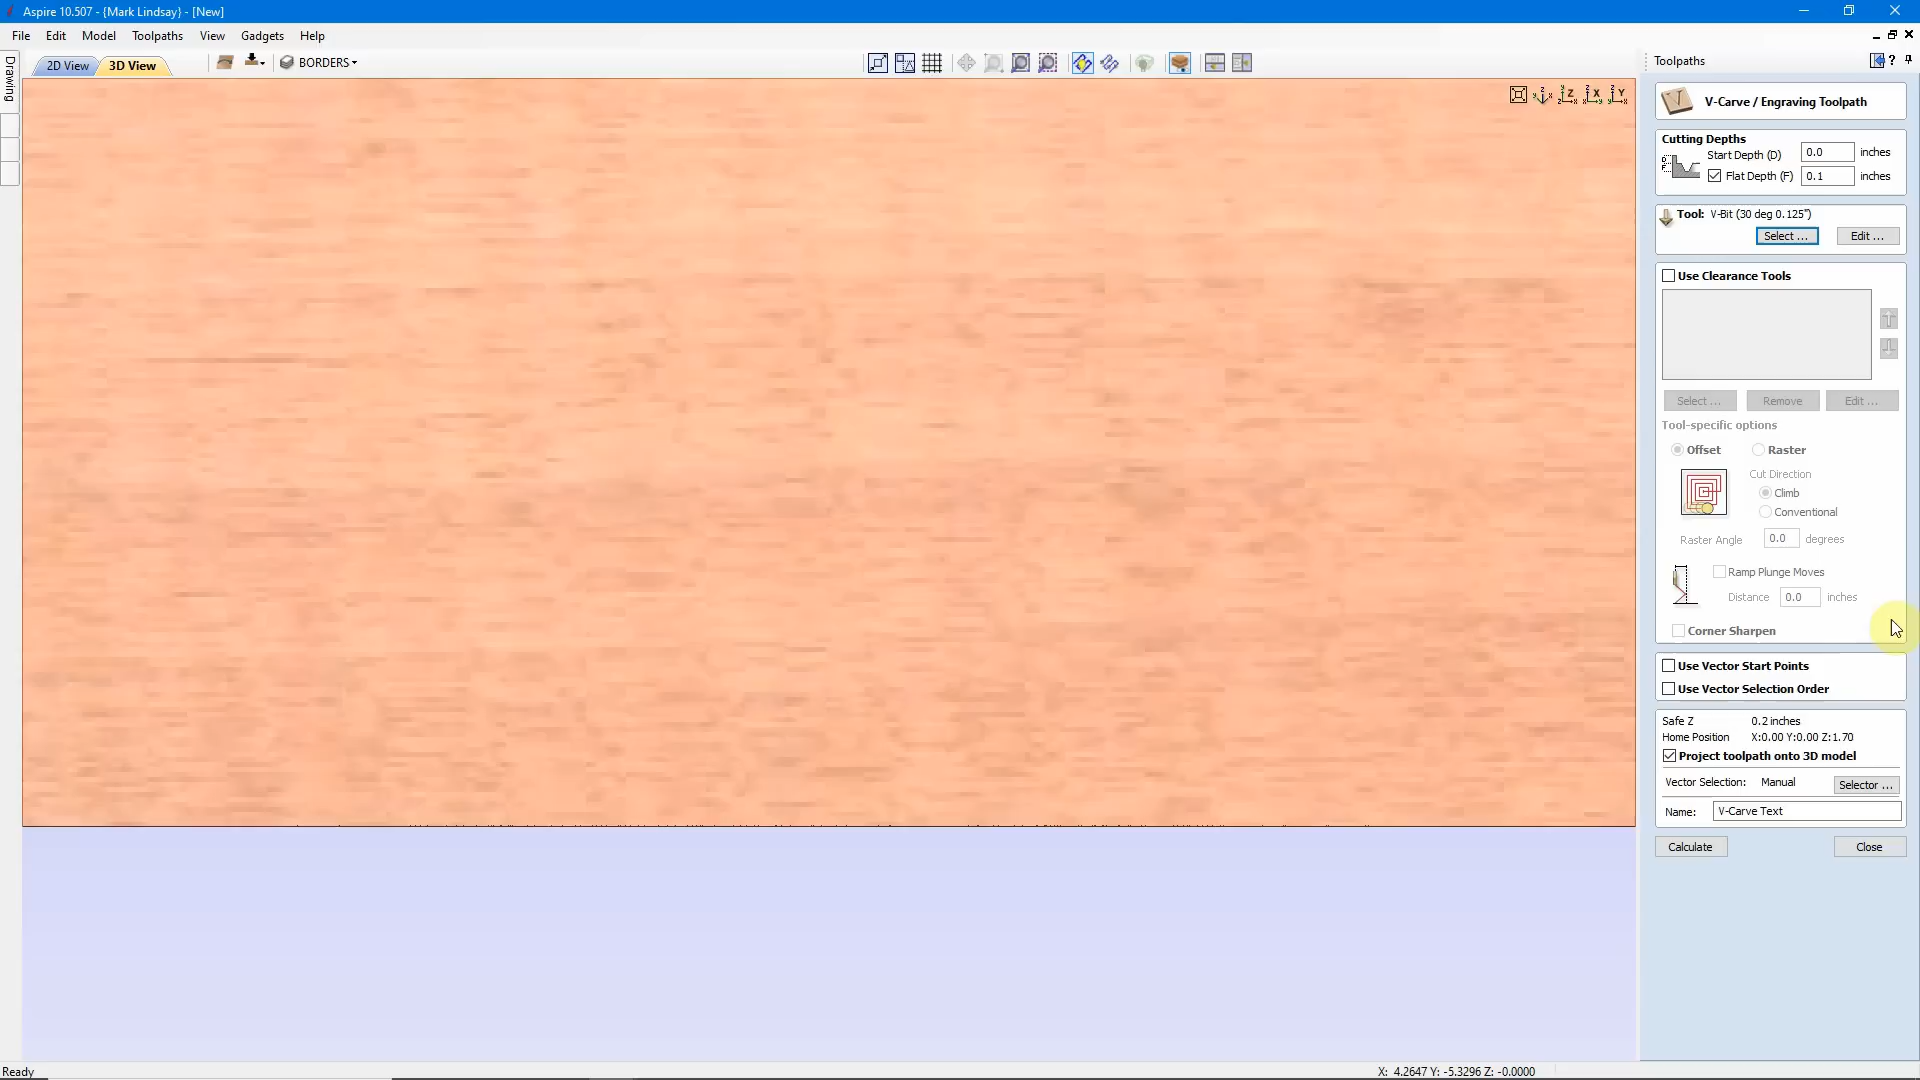 Aspire 10.507 - {Mark Lindsay} - [New]
File Edit Model Toolpaths View Gadgets Help
Drawing
2D View 3D View BORDERS
Toolpaths
V-Carve / Engraving Toolpath
Cutting Depths
Start Depth (D) 0.0 inches
Flat Depth (F) 0.1 inches
Tool: V-Bit (30 deg 0.125")
Select ... Edit ...
Use Clearance Tools
Select ... Remove Edit ...
Tool-specific options
Offset Raster
Cut Direction
Climb
Conventional
Raster Angle 0.0 degrees
Ramp Plunge Moves
Distance 0.0 inches
Corner Sharpen
Use Vector Start Points
Use Vector Selection Order
Safe Z 0.2 inches
Home Position X:0.00 Y:0.00 Z:1.70
Project toolpath onto 3D model
Vector Selection: Manual Selector ...
Name: V-Carve Text
Calculate Close
Ready X: 4.2647 Y: -5.3296 Z: -0.0000